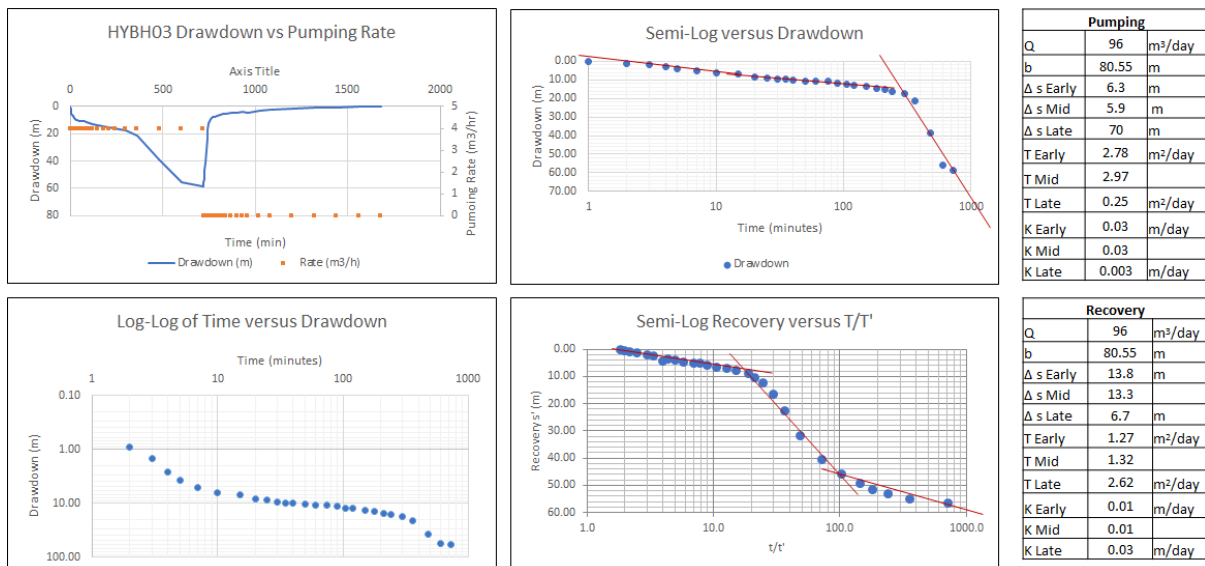 HYBH03 Drawdown vs Pumping Rate
Axis Title
0 500 1000 1500 2000
0
20
40
60
80
5
4
3
2
1
0
Drawdown (m)
Pumoing Rate (m3/hr)
Time (min)
Drawdown (m) Rate (m3/h)
Semi-Log versus Drawdown
0.00
10.00
20.00
30.00
40.00
50.00
60.00
70.00
Drawdown (m)
1 10 100 1000
Time (minutes)
Drawdown
Pumping
Q 96 m³/day
b 80.55 m
Δ s Early 6.3 m
Δ s Mid 5.9 m
Δ s Late 70 m
T Early 2.78 m²/day
T Mid 2.97
T Late 0.25 m²/day
K Early 0.03 m/day
K Mid 0.03
K Late 0.003 m/day
Log-Log of Time versus Drawdown
Time (minutes)
1 10 100 1000
0.10
1.00
10.00
100.00
Drawdown (m)
Semi-Log Recovery versus T/T'
0.00
10.00
20.00
30.00
40.00
50.00
60.00
Recovery s' (m)
1.0 10.0 100.0 1000.0
t/t'
Recovery
Q 96 m³/day
b 80.55 m
Δ s Early 13.8 m
Δ s Mid 13.3
Δ s Late 6.7 m
T Early 1.27 m²/day
T Mid 1.32
T Late 2.62 m²/day
K Early 0.01 m/day
K Mid 0.01
K Late 0.03 m/day